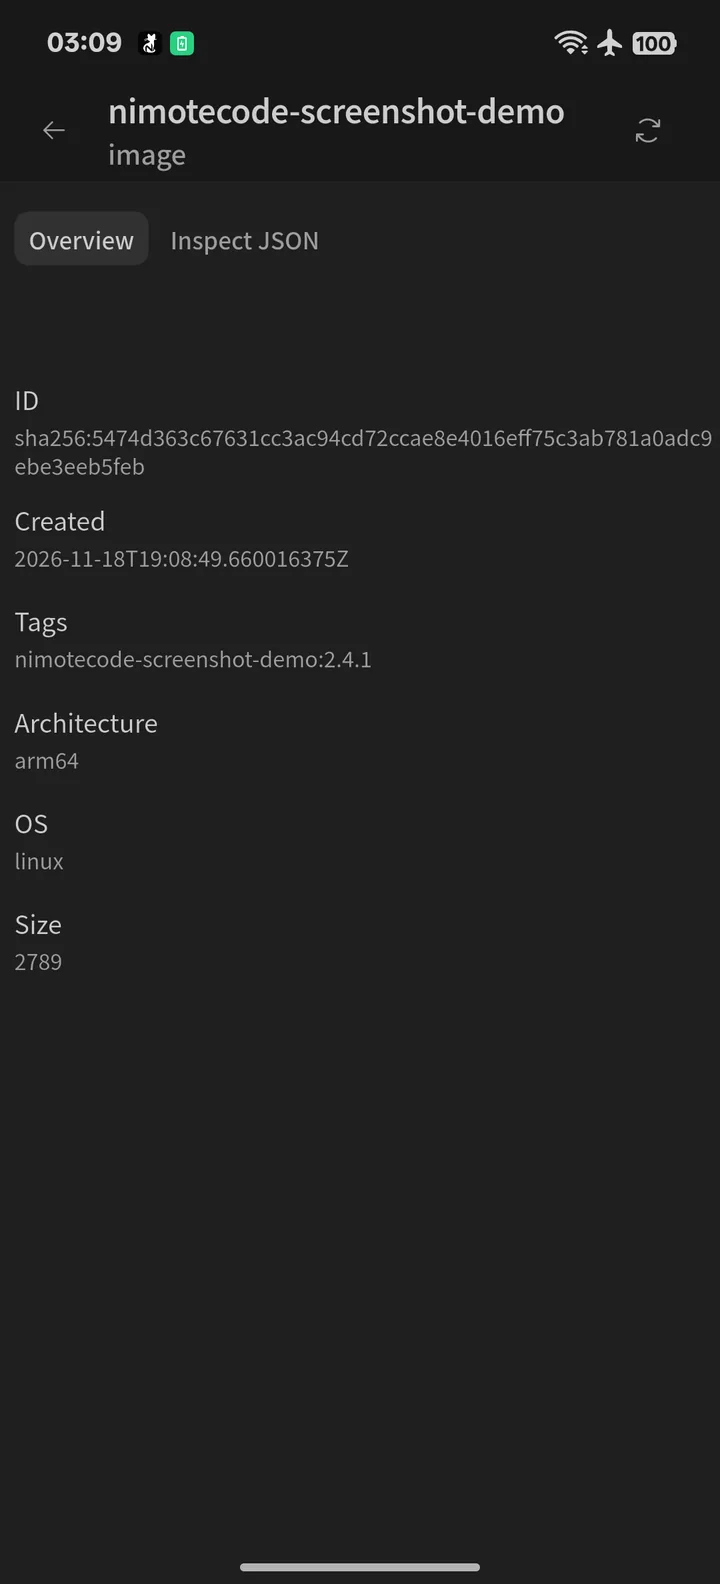 03:09
100
nimotecode-screenshot-demo
image
Overview
Inspect JSON
ID
sha256:5474d363c67631cc3ac94cd72ccae8e4016eff75c3ab781a0adc9
ebe3eeb5feb
Created
2026-11-18T19:08:49.660016375Z
Tags
nimotecode-screenshot-demo:2.4.1
Architecture
arm64
OS
linux
Size
2789